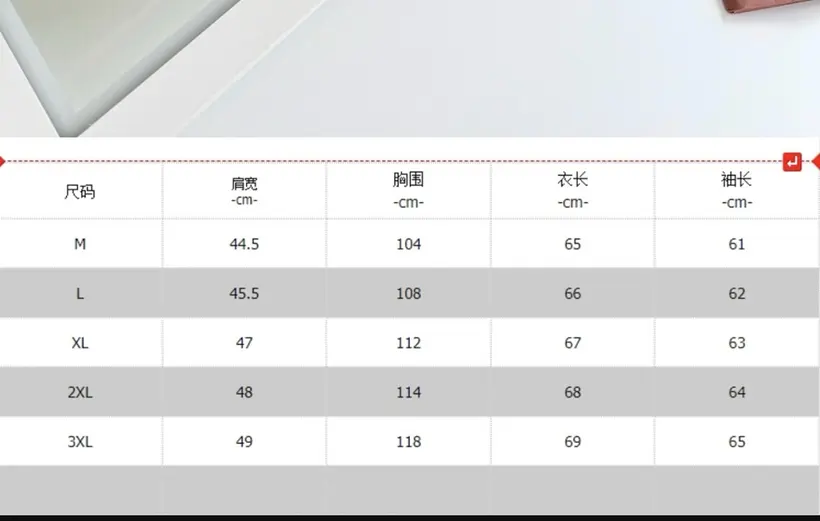 尺码 肩宽 胸围 衣长 袖长
-cm- -cm- -cm- -cm-
M 44.5 104 65 61
L 45.5 108 66 62
XL 47 112 67 63
2XL 48 114 68 64
3XL 49 118 69 65